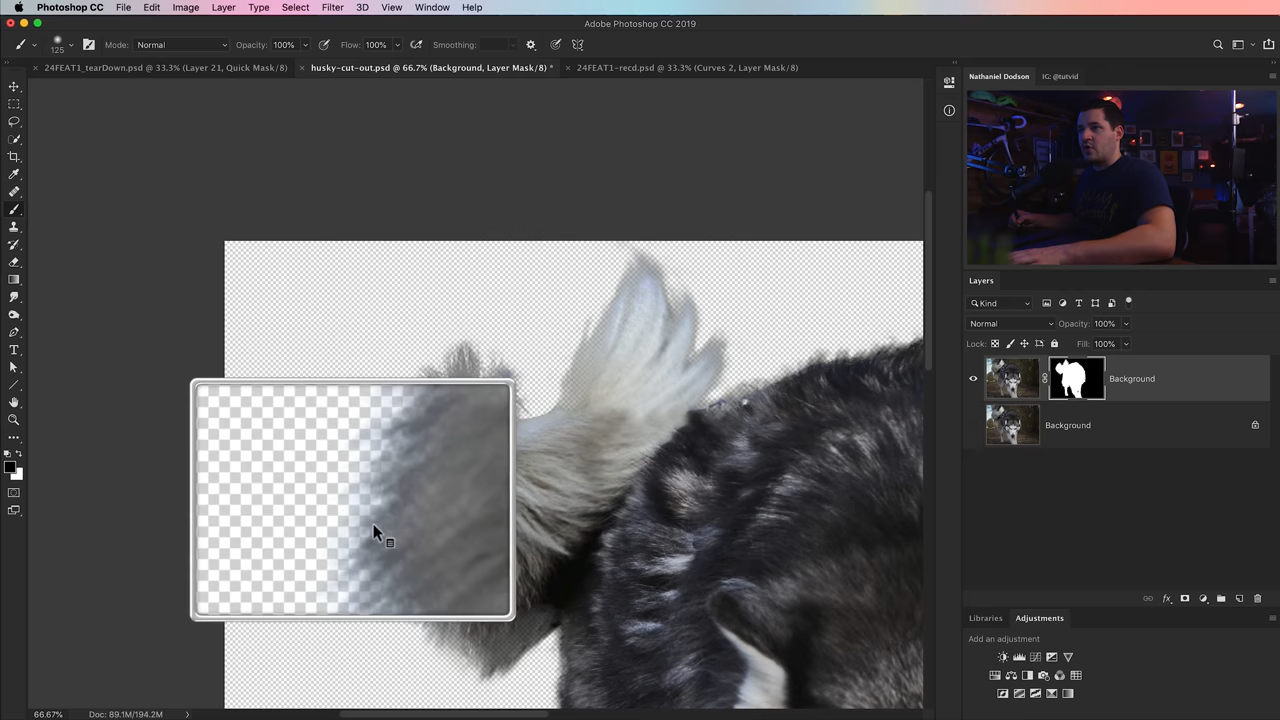 Photoshop CC File Edit Image Layer Type Select Filter 3D View Window Help
Adobe Photoshop CC 2019
125 Mode: Normal Opacity: 100% Flow: 100% Smoothing:
24FEAT1_tearDown.psd @ 33.3% (Layer 21, Quick Mask/8) husky-cut-out.psd @ 66.7% (Background, Layer Mask/8) * 24FEAT1-recd.psd @ 33.3% (Curves 2, Layer Mask/8)
Nathaniel Dodson IG: @tutvid
Layers
Kind
Normal Opacity: 100%
Lock: Fill: 100%
Background
Background
Libraries Adjustments
Add an adjustment
66.67% Doc: 89.1M/194.2M